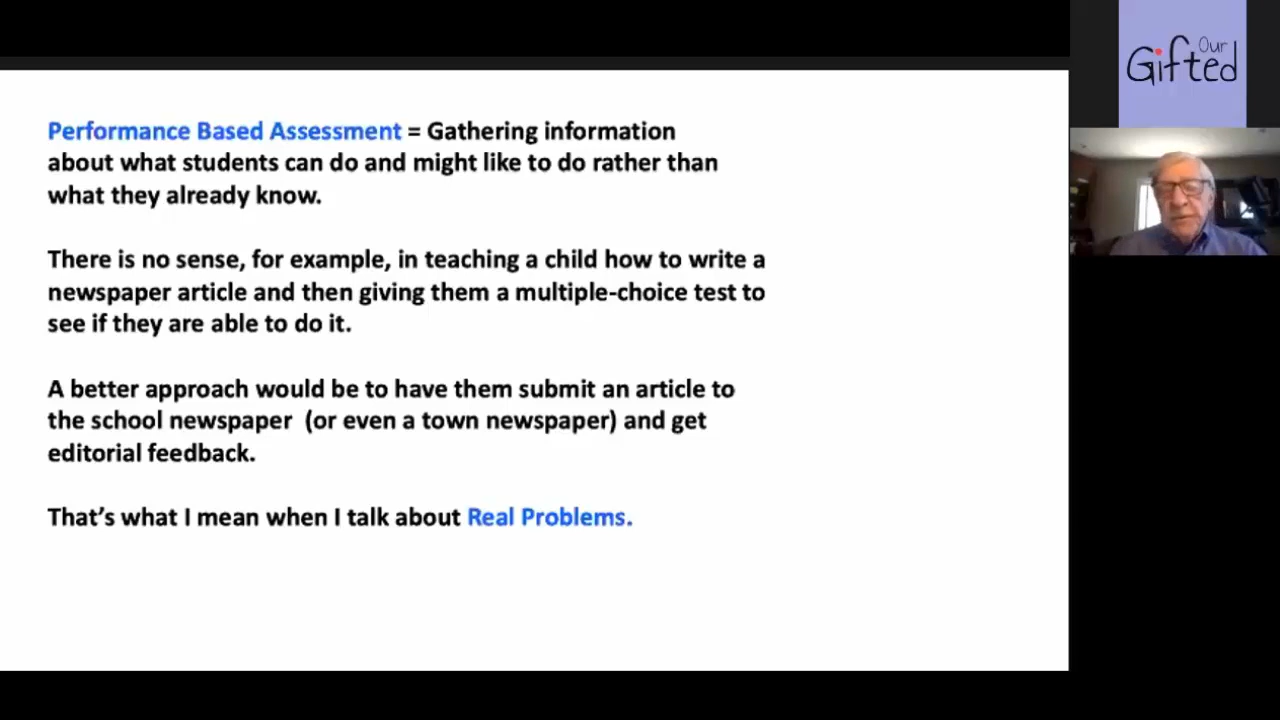 Performance Based Assessment = Gathering information
about what students can do and might like to do rather than
what they already know.
There is no sense, for example, in teaching a child how to write a
newspaper article and then giving them a multiple-choice test to
see if they are able to do it.
A better approach would be to have them submit an article to
the school newspaper  (or even a town newspaper) and get
editorial feedback.
That’s what I mean when I talk about Real Problems.
Our
Gifted